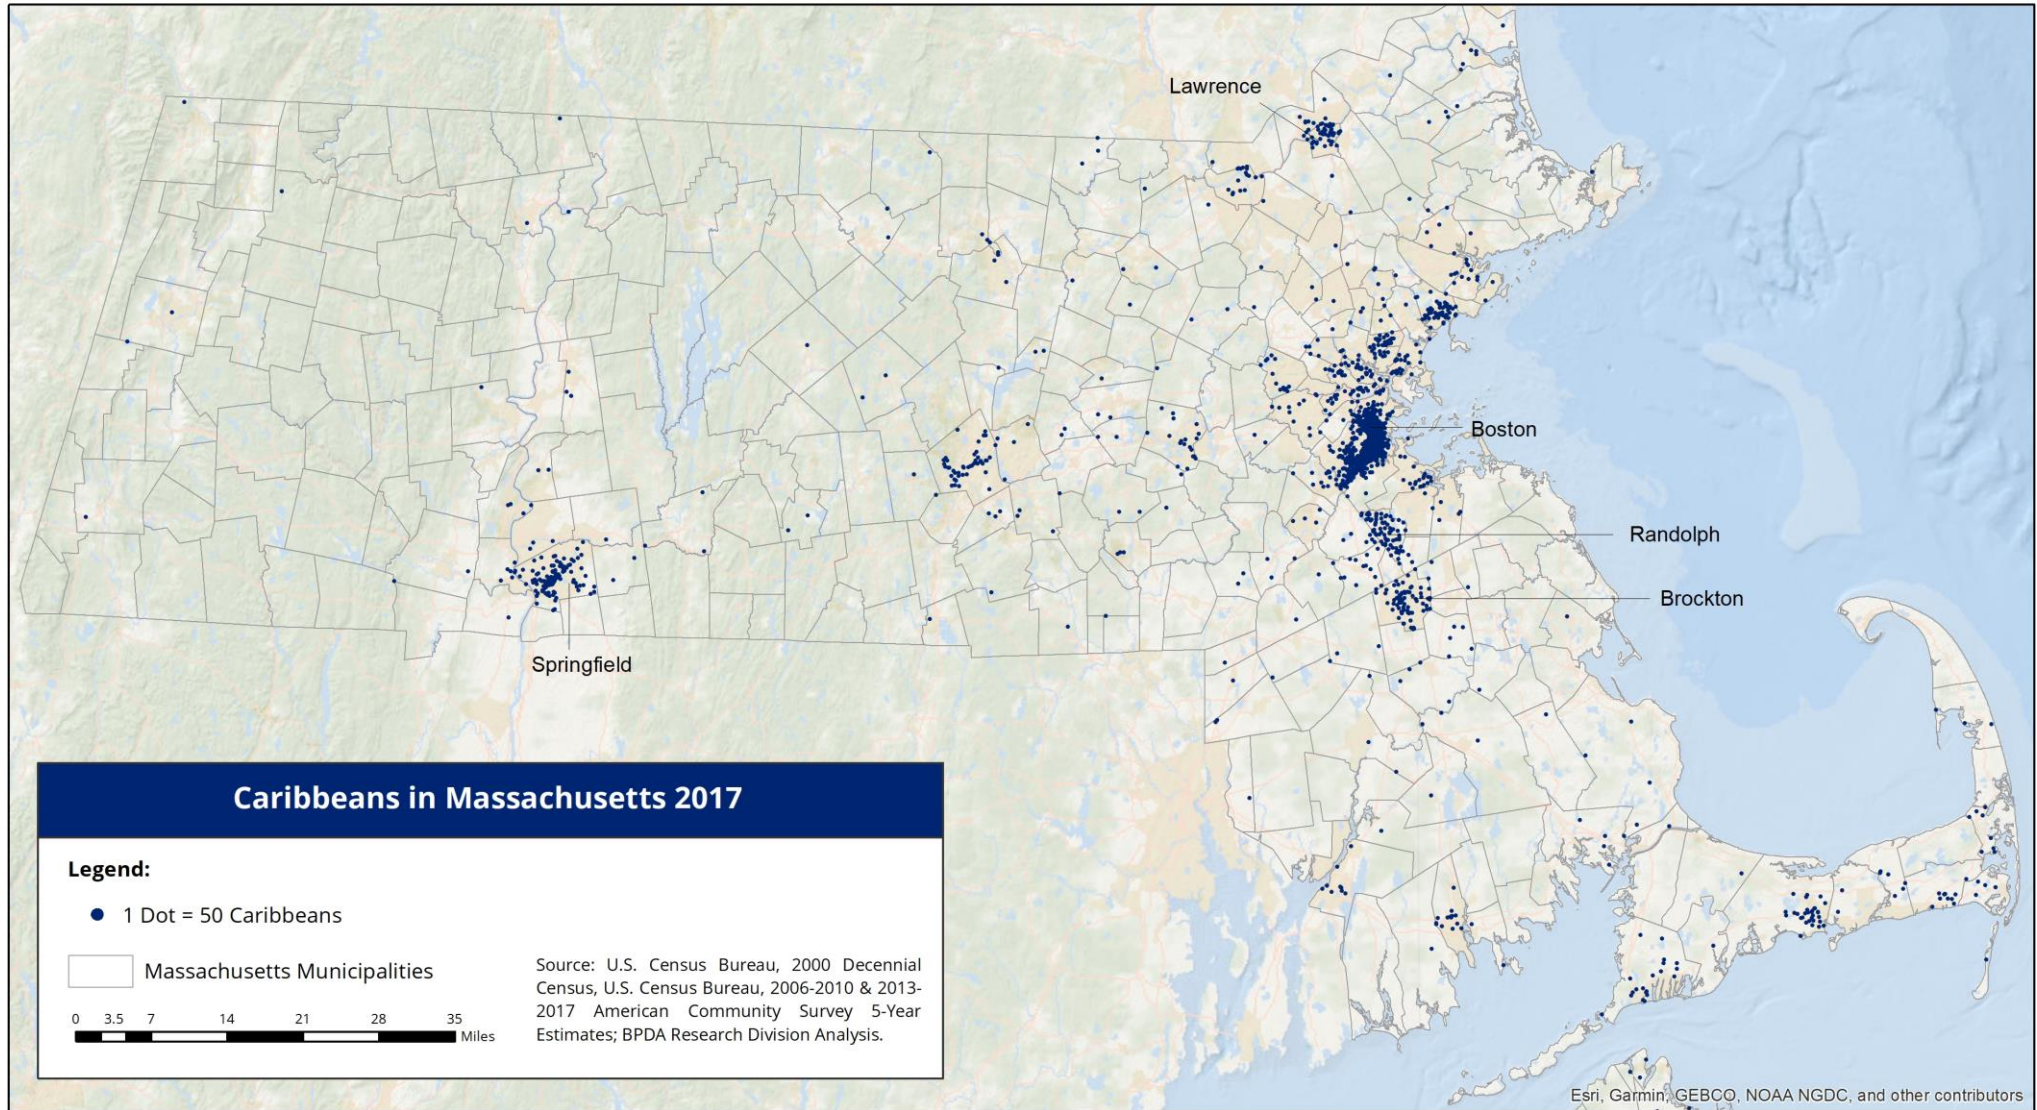 Lawrence
Boston
Randolph
Brockton
Springfield
Caribbeans in Massachusetts 2017
Legend:
1 Dot = 50 Caribbeans
Massachusetts Municipalities
0 3.5 7 14 21 28 35
Miles
Source: U.S. Census Bureau, 2000 Decennial
Census, U.S. Census Bureau, 2006-2010 & 2013-
2017 American Community Survey 5-Year
Estimates; BPDA Research Division Analysis.
Esri, Garmin, GEBCO, NOAA NGDC, and other contributors